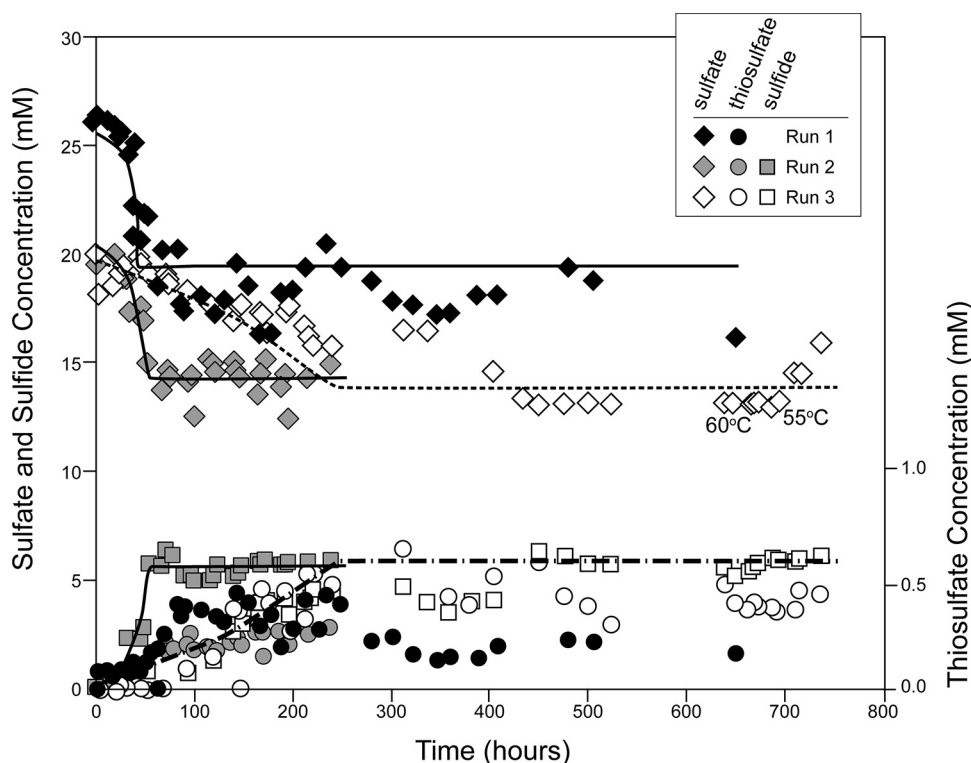 sulfate thiosulfate sulfide
Run 1
Run 2
Run 3
30
25
20
15
10
5
0
Sulfate and Sulfide Concentration (mM)
60°C
55°C
1.0
0.5
0.0
Thiosulfate Concentration (mM)
0 100 200 300 400 500 600 700 800
Time (hours)